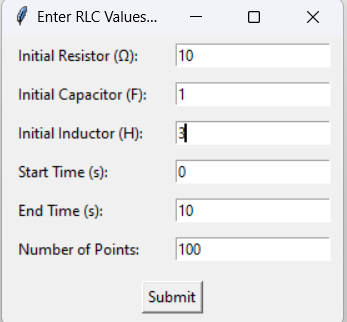 Enter RLC Values...
Initial Resistor (Ω): 10
Initial Capacitor (F): 1
Initial Inductor (H): 3
Start Time (s): 0
End Time (s): 10
Number of Points: 100
Submit